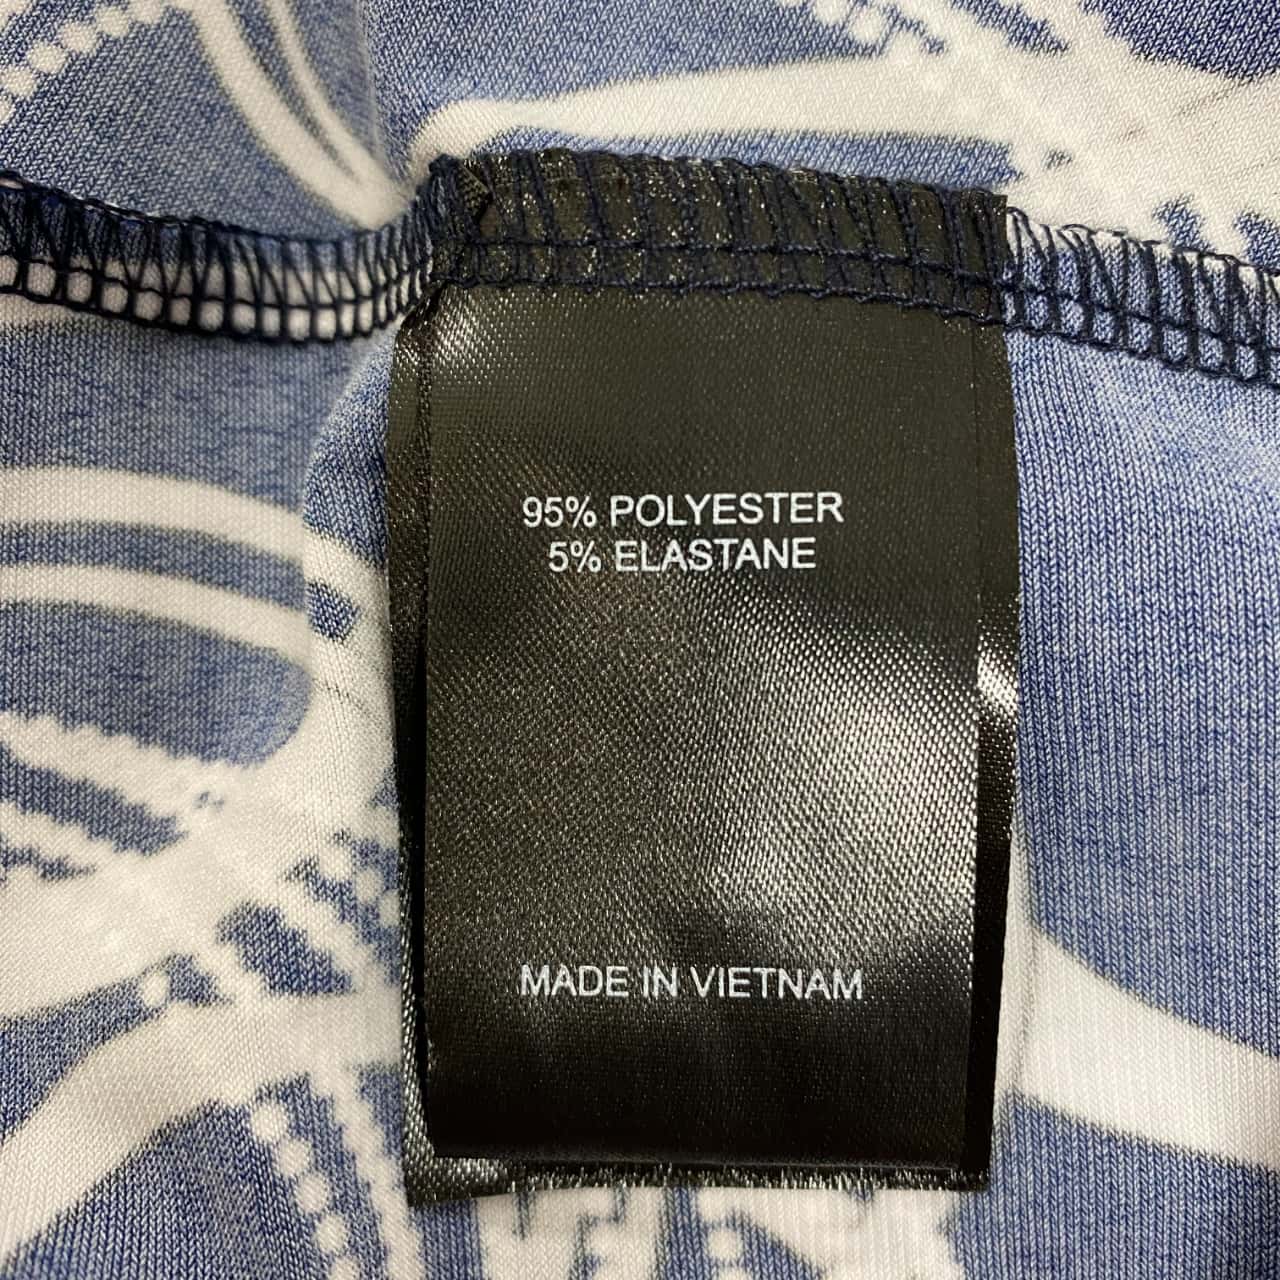 95% POLYESTER
5% ELASTANE
MADE IN VIETNAM